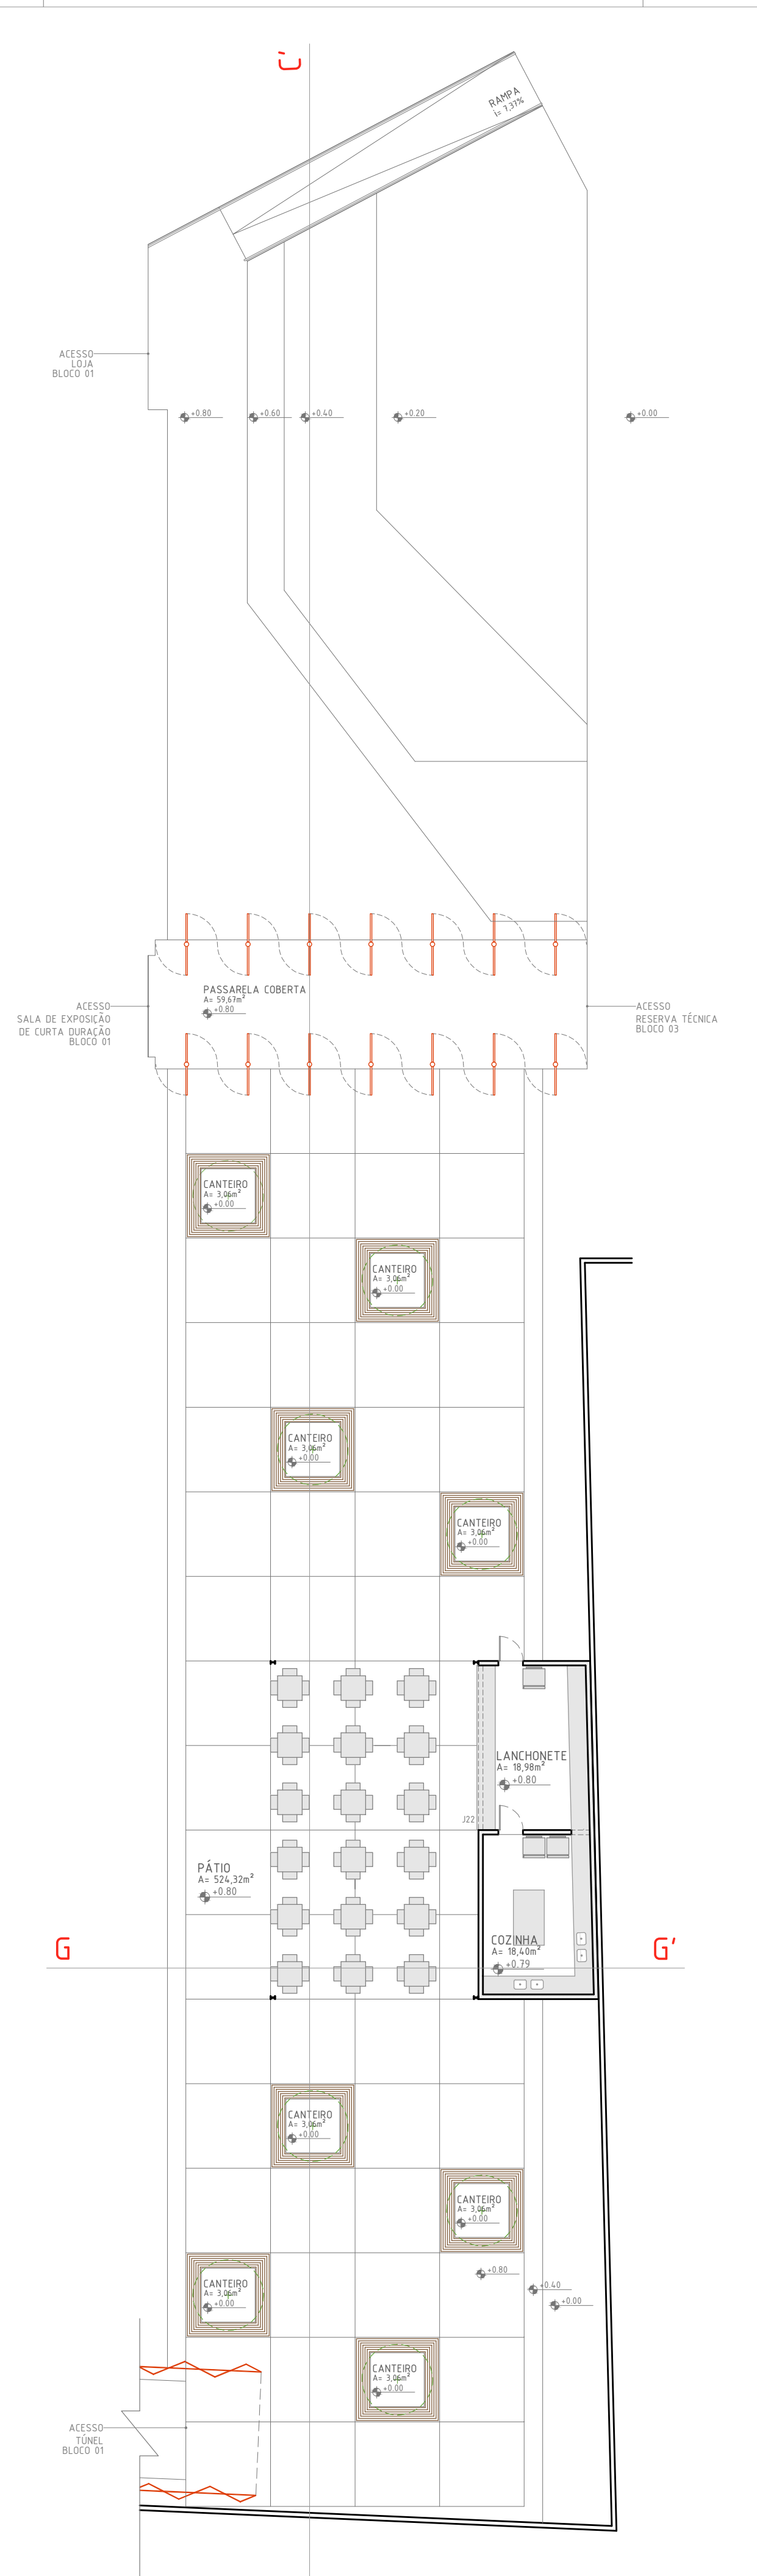 C'
RAMPA
i= 7,37%
ACESSO
LOJA
BLOCO 01
+0.80
+0.60
+0.40
+0.20
+0.00
PASSARELA COBERTA
A= 59,67m²
+0.80
ACESSO
SALA DE EXPOSIÇÃO
DE CURTA DURAÇÃO
BLOCO 01
ACESSO
RESERVA TÉCNICA
BLOCO 03
CANTEIRO
A= 3,06m²
+0.00
CANTEIRO
A= 3,06m²
+0.00
CANTEIRO
A= 3,06m²
+0.00
CANTEIRO
A= 3,06m²
+0.00
LANCHONETE
A= 18,98m²
+0.80
J22
PÁTIO
A= 524,32m²
+0.80
COZINHA
A= 18,40m²
+0.79
G
G'
CANTEIRO
A= 3,06m²
+0.00
CANTEIRO
A= 3,06m²
+0.00
CANTEIRO
A= 3,06m²
+0.00
+0.80
+0.40
+0.00
CANTEIRO
A= 3,06m²
+0.00
ACESSO
TÚNEL
BLOCO 01